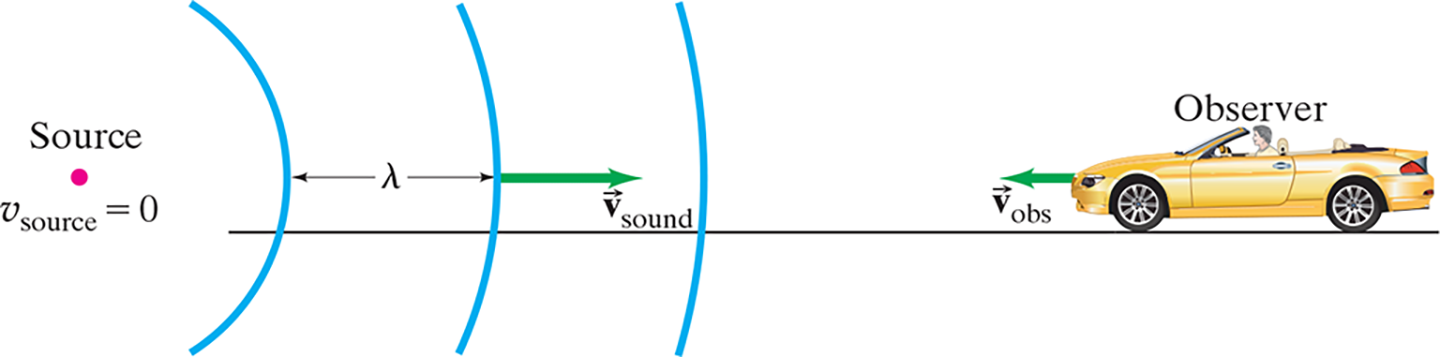 Source
v_source = 0
λ
v⃗_sound
v⃗_obs
Observer